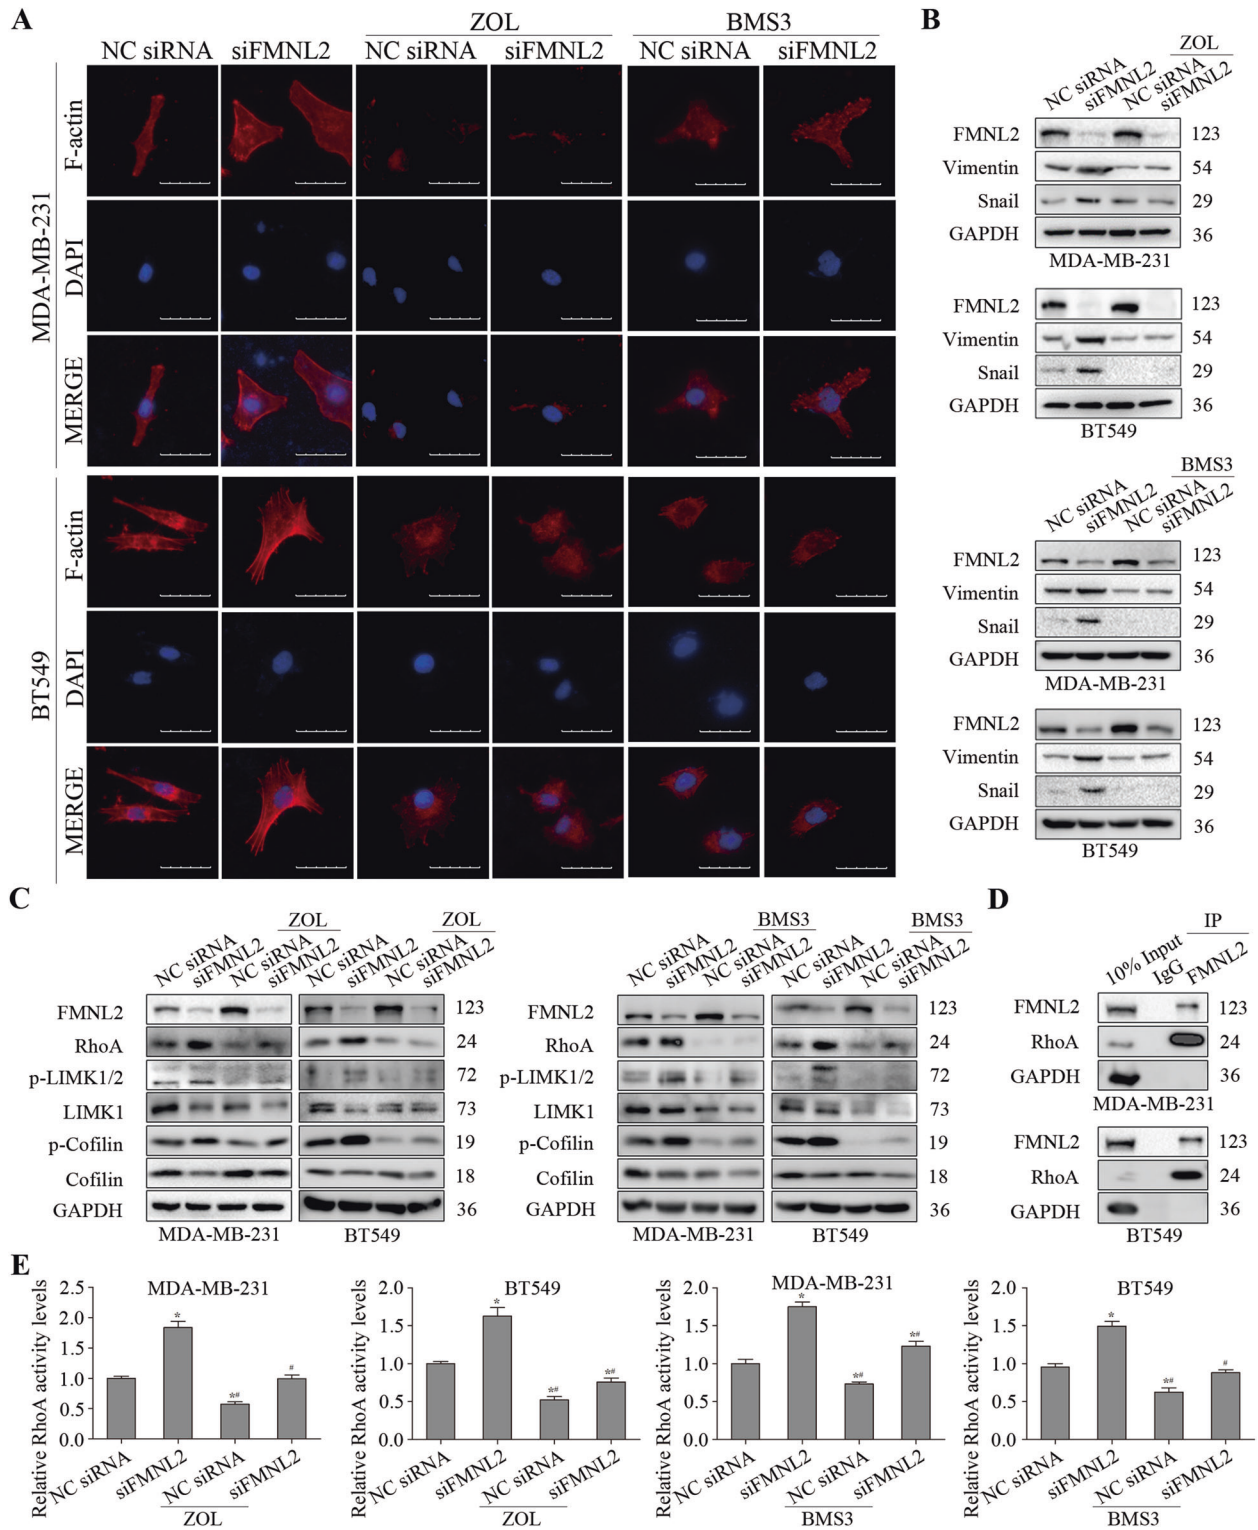 A
ZOL
BMS3
NC siRNA siFMNL2 NC siRNA siFMNL2 NC siRNA siFMNL2
MDA-MB-231
F-actin
DAPI
MERGE
BT549
F-actin
DAPI
MERGE
B
ZOL
NC siRNA siFMNL2 NC siRNA siFMNL2
FMNL2 123
Vimentin 54
Snail 29
GAPDH 36
MDA-MB-231
FMNL2 123
Vimentin 54
Snail 29
GAPDH 36
BT549
BMS3
NC siRNA siFMNL2 NC siRNA siFMNL2
FMNL2 123
Vimentin 54
Snail 29
GAPDH 36
MDA-MB-231
FMNL2 123
Vimentin 54
Snail 29
GAPDH 36
BT549
C
ZOL ZOL
NC siRNA siFMNL2 NC siRNA siFMNL2 NC siRNA siFMNL2 NC siRNA siFMNL2
FMNL2 123
RhoA 24
p-LIMK1/2 72
LIMK1 73
p-Cofilin 19
Cofilin 18
GAPDH 36
MDA-MB-231 BT549
BMS3 BMS3
NC siRNA siFMNL2 NC siRNA siFMNL2 NC siRNA siFMNL2 NC siRNA siFMNL2
FMNL2 123
RhoA 24
p-LIMK1/2 72
LIMK1 73
p-Cofilin 19
Cofilin 18
GAPDH 36
MDA-MB-231 BT549
D
IP
10% Input IgG FMNL2
FMNL2 123
RhoA 24
GAPDH 36
MDA-MB-231
FMNL2 123
RhoA 24
GAPDH 36
BT549
E
MDA-MB-231
Relative RhoA activity levels
2.5
2.0
1.5
1.0
0.5
0.0
* *# #
NC siRNA siFMNL2 NC siRNA siFMNL2
ZOL
BT549
Relative RhoA activity levels
2.0
1.5
1.0
0.5
0.0
* *# *#
NC siRNA siFMNL2 NC siRNA siFMNL2
ZOL
MDA-MB-231
Relative RhoA activity levels
2.0
1.5
1.0
0.5
0.0
* *# *#
NC siRNA siFMNL2 NC siRNA siFMNL2
BMS3
BT549
Relative RhoA activity levels
2.0
1.5
1.0
0.5
0.0
* *# #
NC siRNA siFMNL2 NC siRNA siFMNL2
BMS3